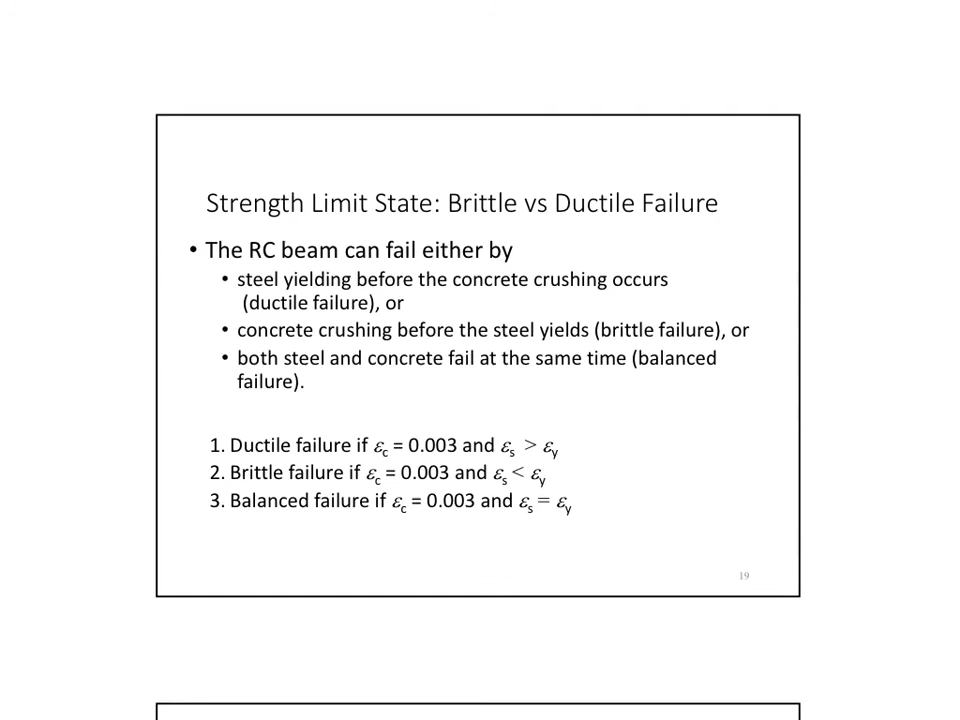 Strength Limit State: Brittle vs Ductile Failure
• The RC beam can fail either by
• steel yielding before the concrete crushing occurs
(ductile failure), or
• concrete crushing before the steel yields (brittle failure), or
• both steel and concrete fail at the same time (balanced
failure).
1. Ductile failure if εc = 0.003 and εs > εy
2. Brittle failure if εc = 0.003 and εs < εy
3. Balanced failure if εc = 0.003 and εs = εy
19